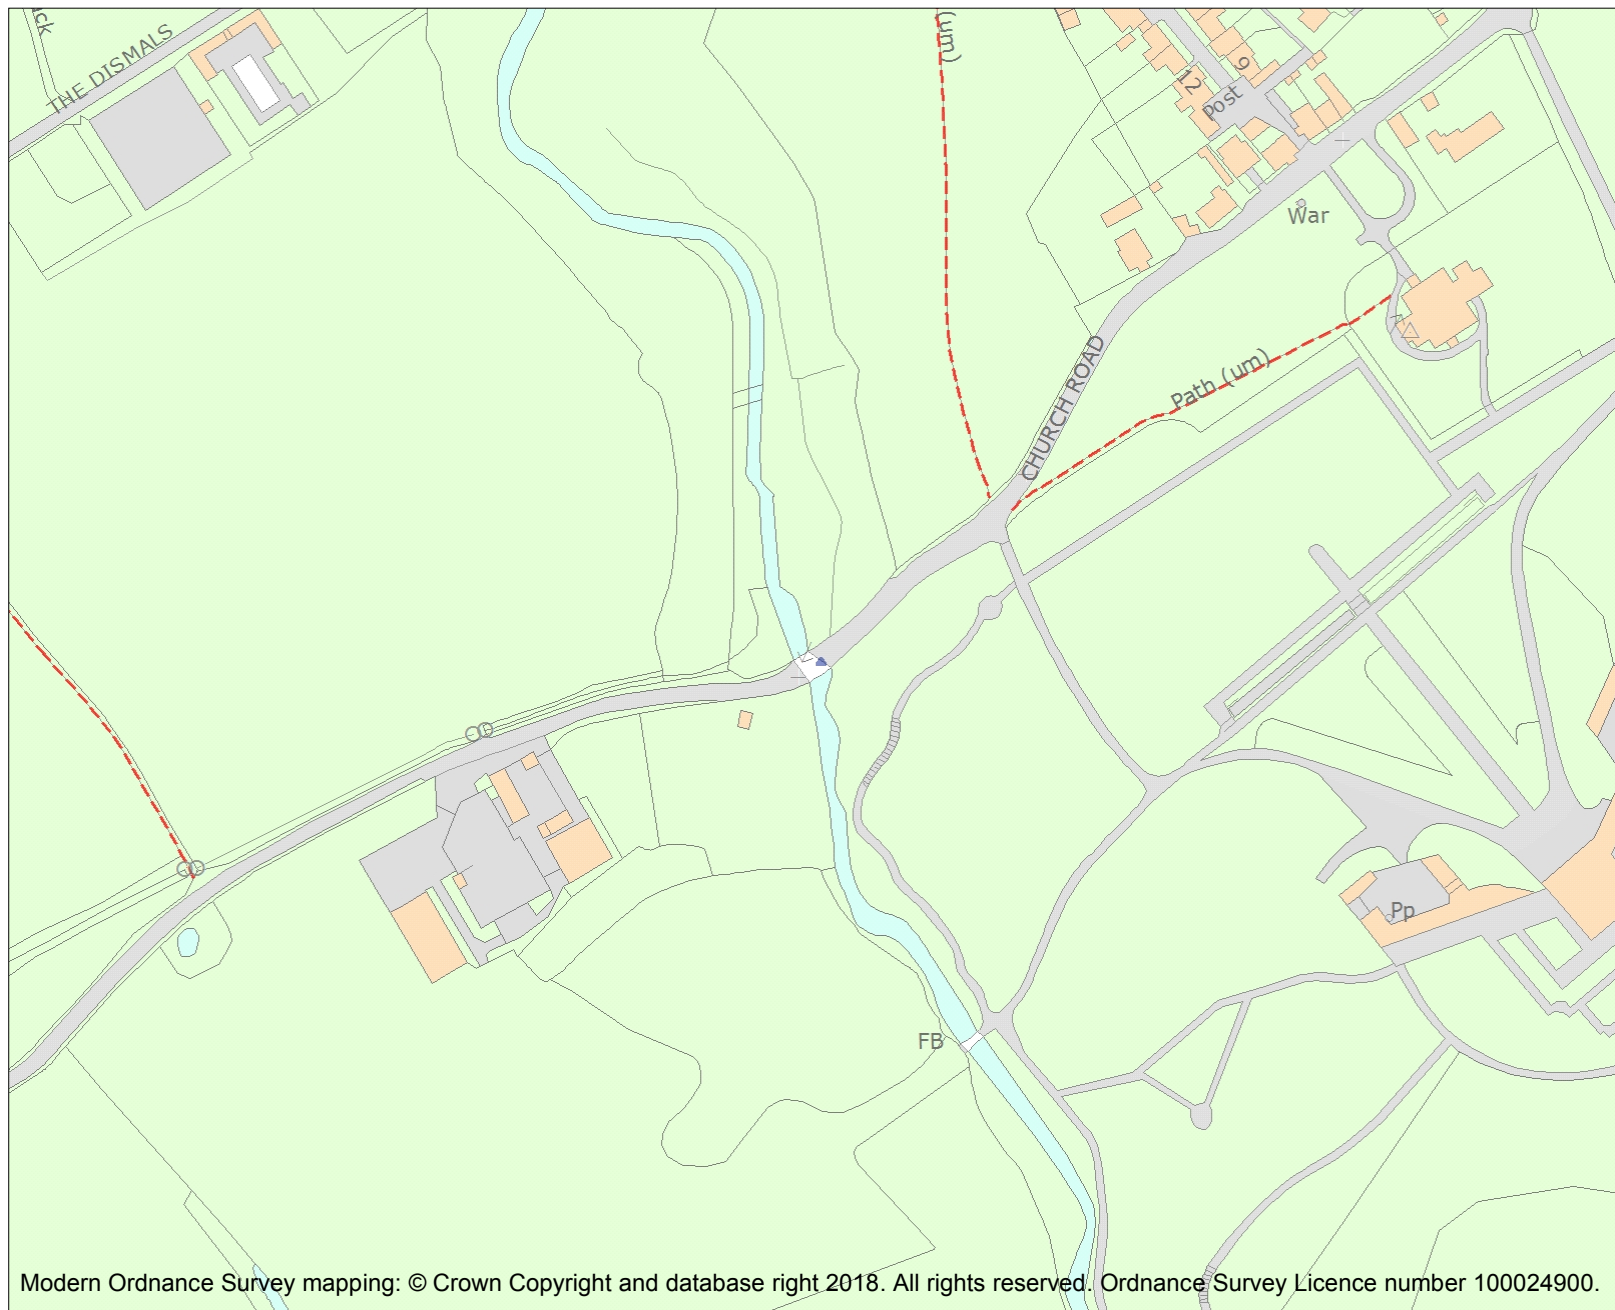 ck
THE DISMALS
(um)
12
9
Post
War
CHURCH ROAD
Path (um)
Pp
FB
Modern Ordnance Survey mapping: © Crown Copyright and database right 2018. All rights reserved. Ordnance Survey Licence number 100024900.